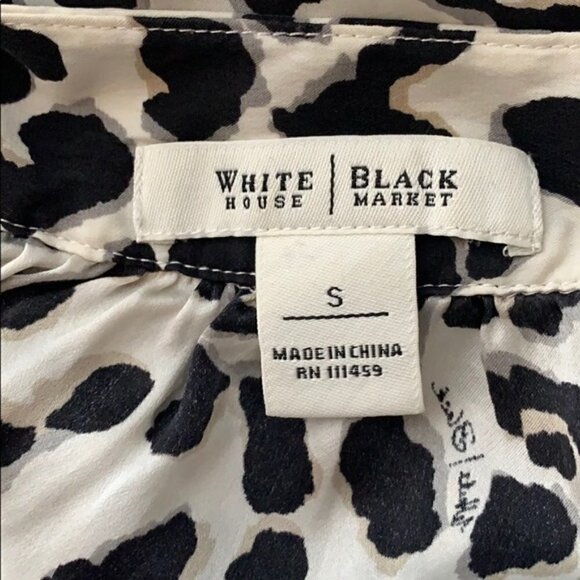 WHITE | BLACK
HOUSE | MARKET
S
MADE IN CHINA
RN 111459